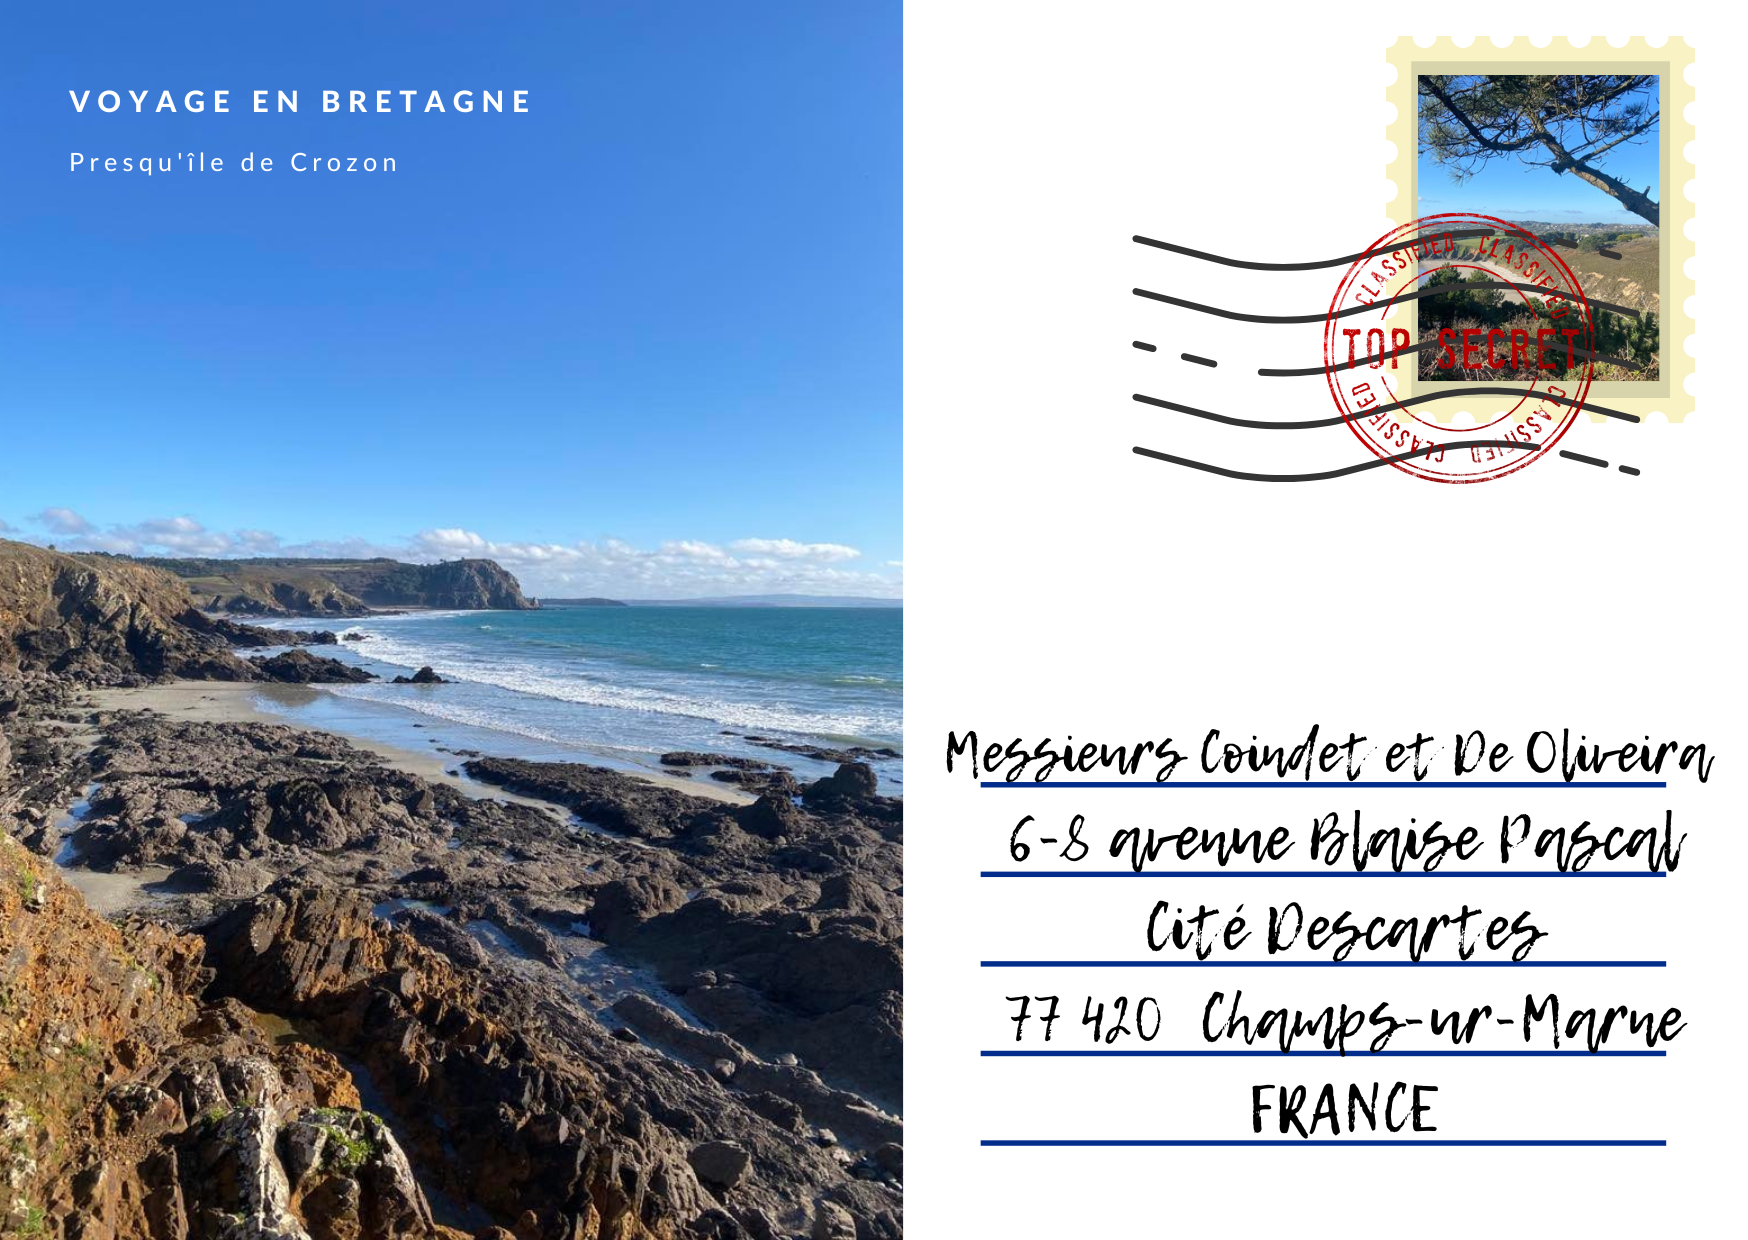 VOYAGE EN BRETAGNE
Presqu'île de Crozon
CLASSIFIED CLASSIFIED
TOP SECRET
CLASSIFIED CLASSIFIED
Messieurs Coindet et De Oliveira
6-8 avenue Blaise Pascal
Cité Descartes
77 420 Champs-ur-Marne
FRANCE